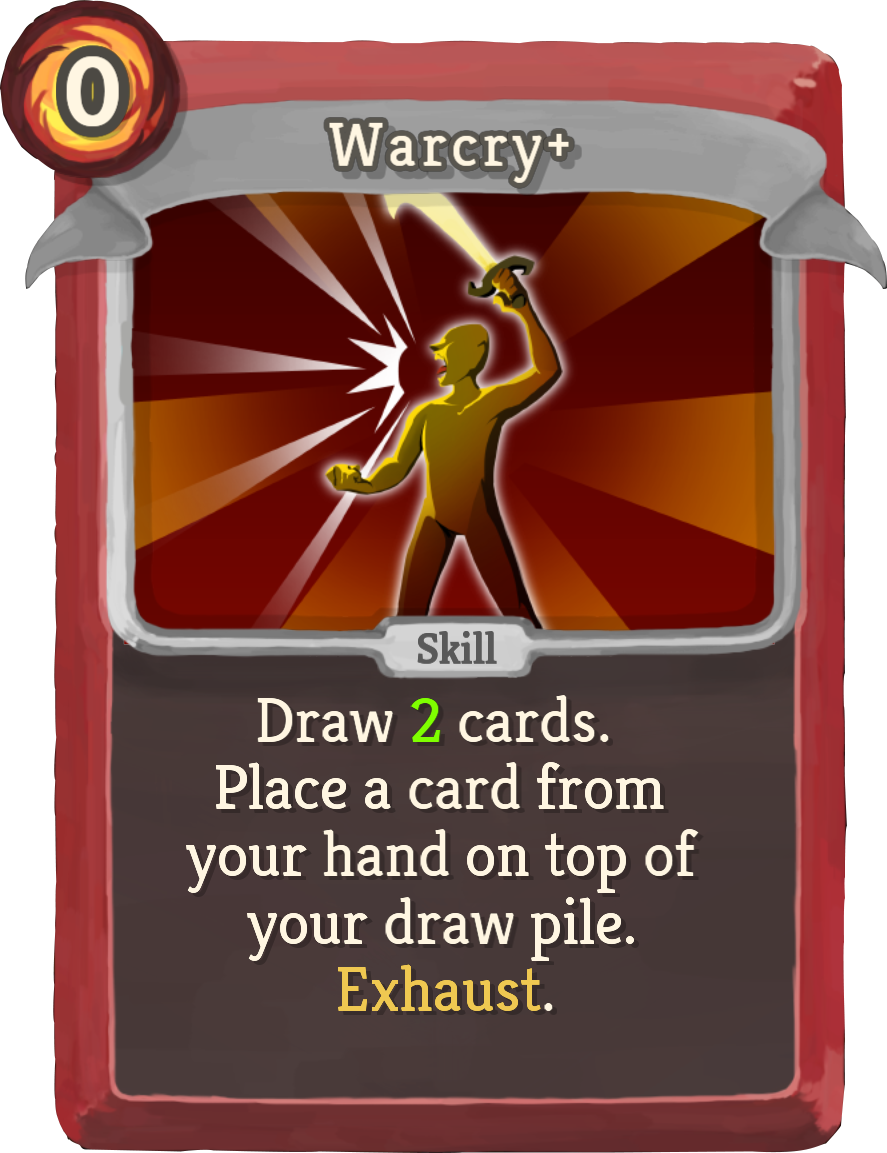 0
Warcry+
Skill
Draw 2 cards.
Place a card from
your hand on top of
your draw pile.
Exhaust.